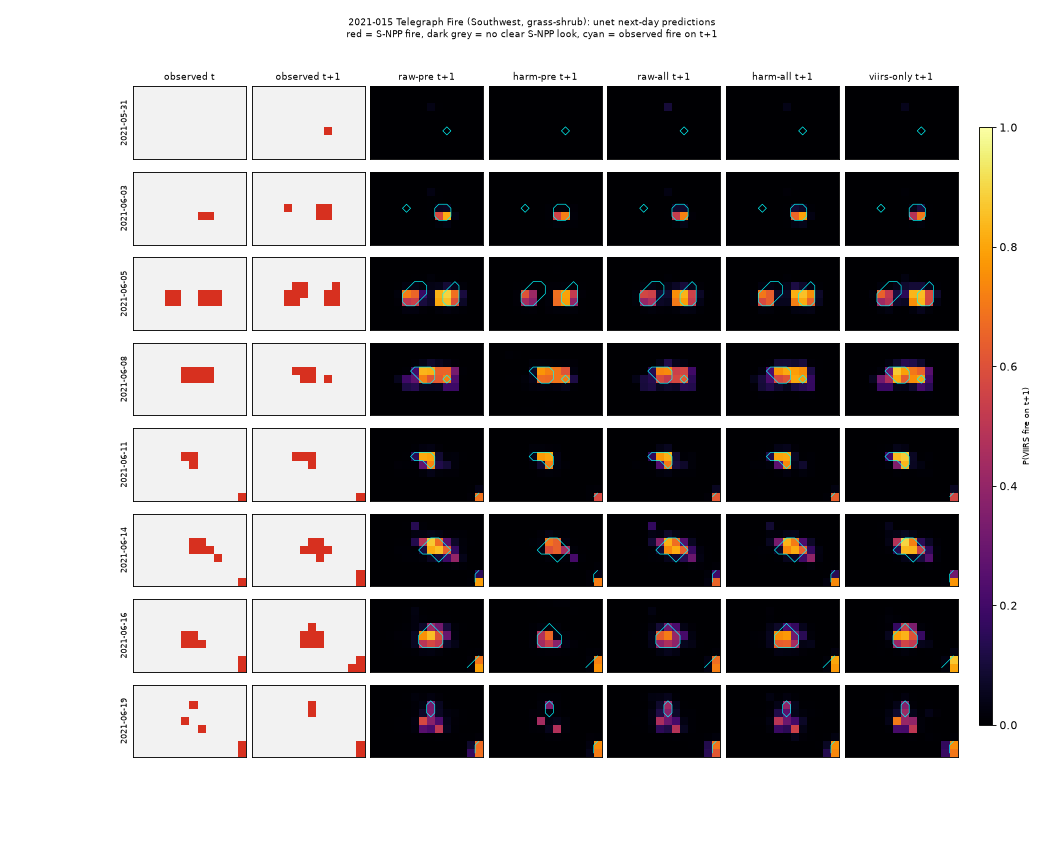 2021-015 Telegraph Fire (Southwest, grass-shrub): unet next-day predictions
red = S-NPP fire, dark grey = no clear S-NPP look, cyan = observed fire on t+1
observed t
observed t+1
raw-pre t+1
harm-pre t+1
raw-all t+1
harm-all t+1
viirs-only t+1
2021-05-31
2021-06-03
2021-06-05
2021-06-08
2021-06-11
2021-06-14
2021-06-16
2021-06-19
1.0
0.8
0.6
0.4
0.2
0.0
P(VIIRS fire on t+1)